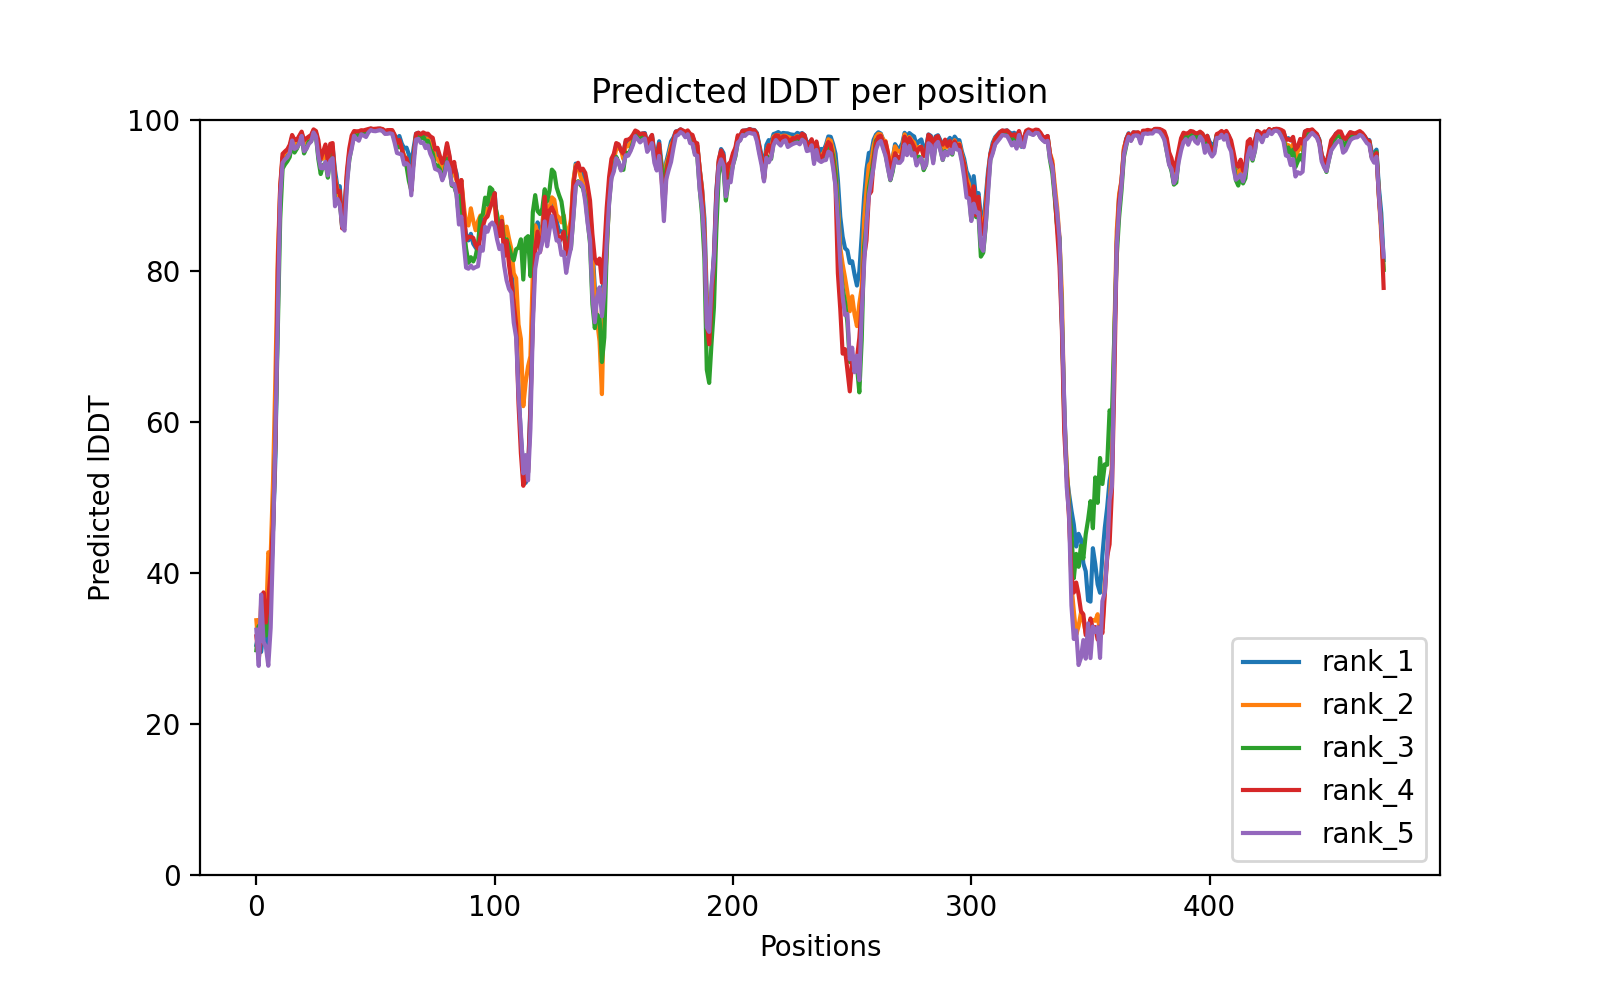 Predicted lDDT per position
100
80
60
40
20
0
Predicted lDDT
0 100 200 300 400
Positions
rank_1
rank_2
rank_3
rank_4
rank_5